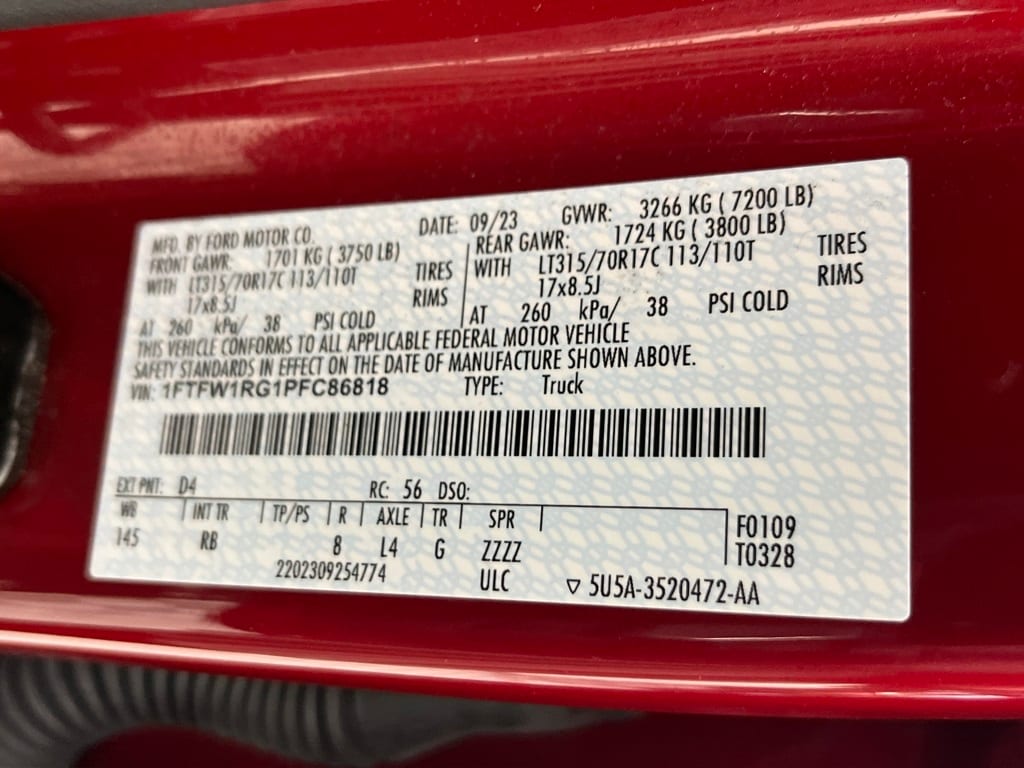 MFD. BY FORD MOTOR CO. DATE: 09/23 GVWR: 3266 KG ( 7200 LB)
FRONT GAWR: 1701 KG ( 3750 LB) REAR GAWR: 1724 KG ( 3800 LB)
WITH LT315/70R17C 113/110T TIRES WITH LT315/70R17C 113/110T TIRES
17x8.5J RIMS 17x8.5J RIMS
AT 260 kPa/ 38 PSI COLD AT 260 kPa/ 38 PSI COLD
THIS VEHICLE CONFORMS TO ALL APPLICABLE FEDERAL MOTOR VEHICLE
SAFETY STANDARDS IN EFFECT ON THE DATE OF MANUFACTURE SHOWN ABOVE.
VIN: 1FTFW1RG1PFC86818 TYPE: Truck
EXT PNT: D4 RC: 56 DSO:
WB INT TR TP/PS R AXLE TR SPR F0109
145 RB 8 L4 G ZZZZ T0328
2202309254774 ULC ▽ 5U5A-3520472-AA